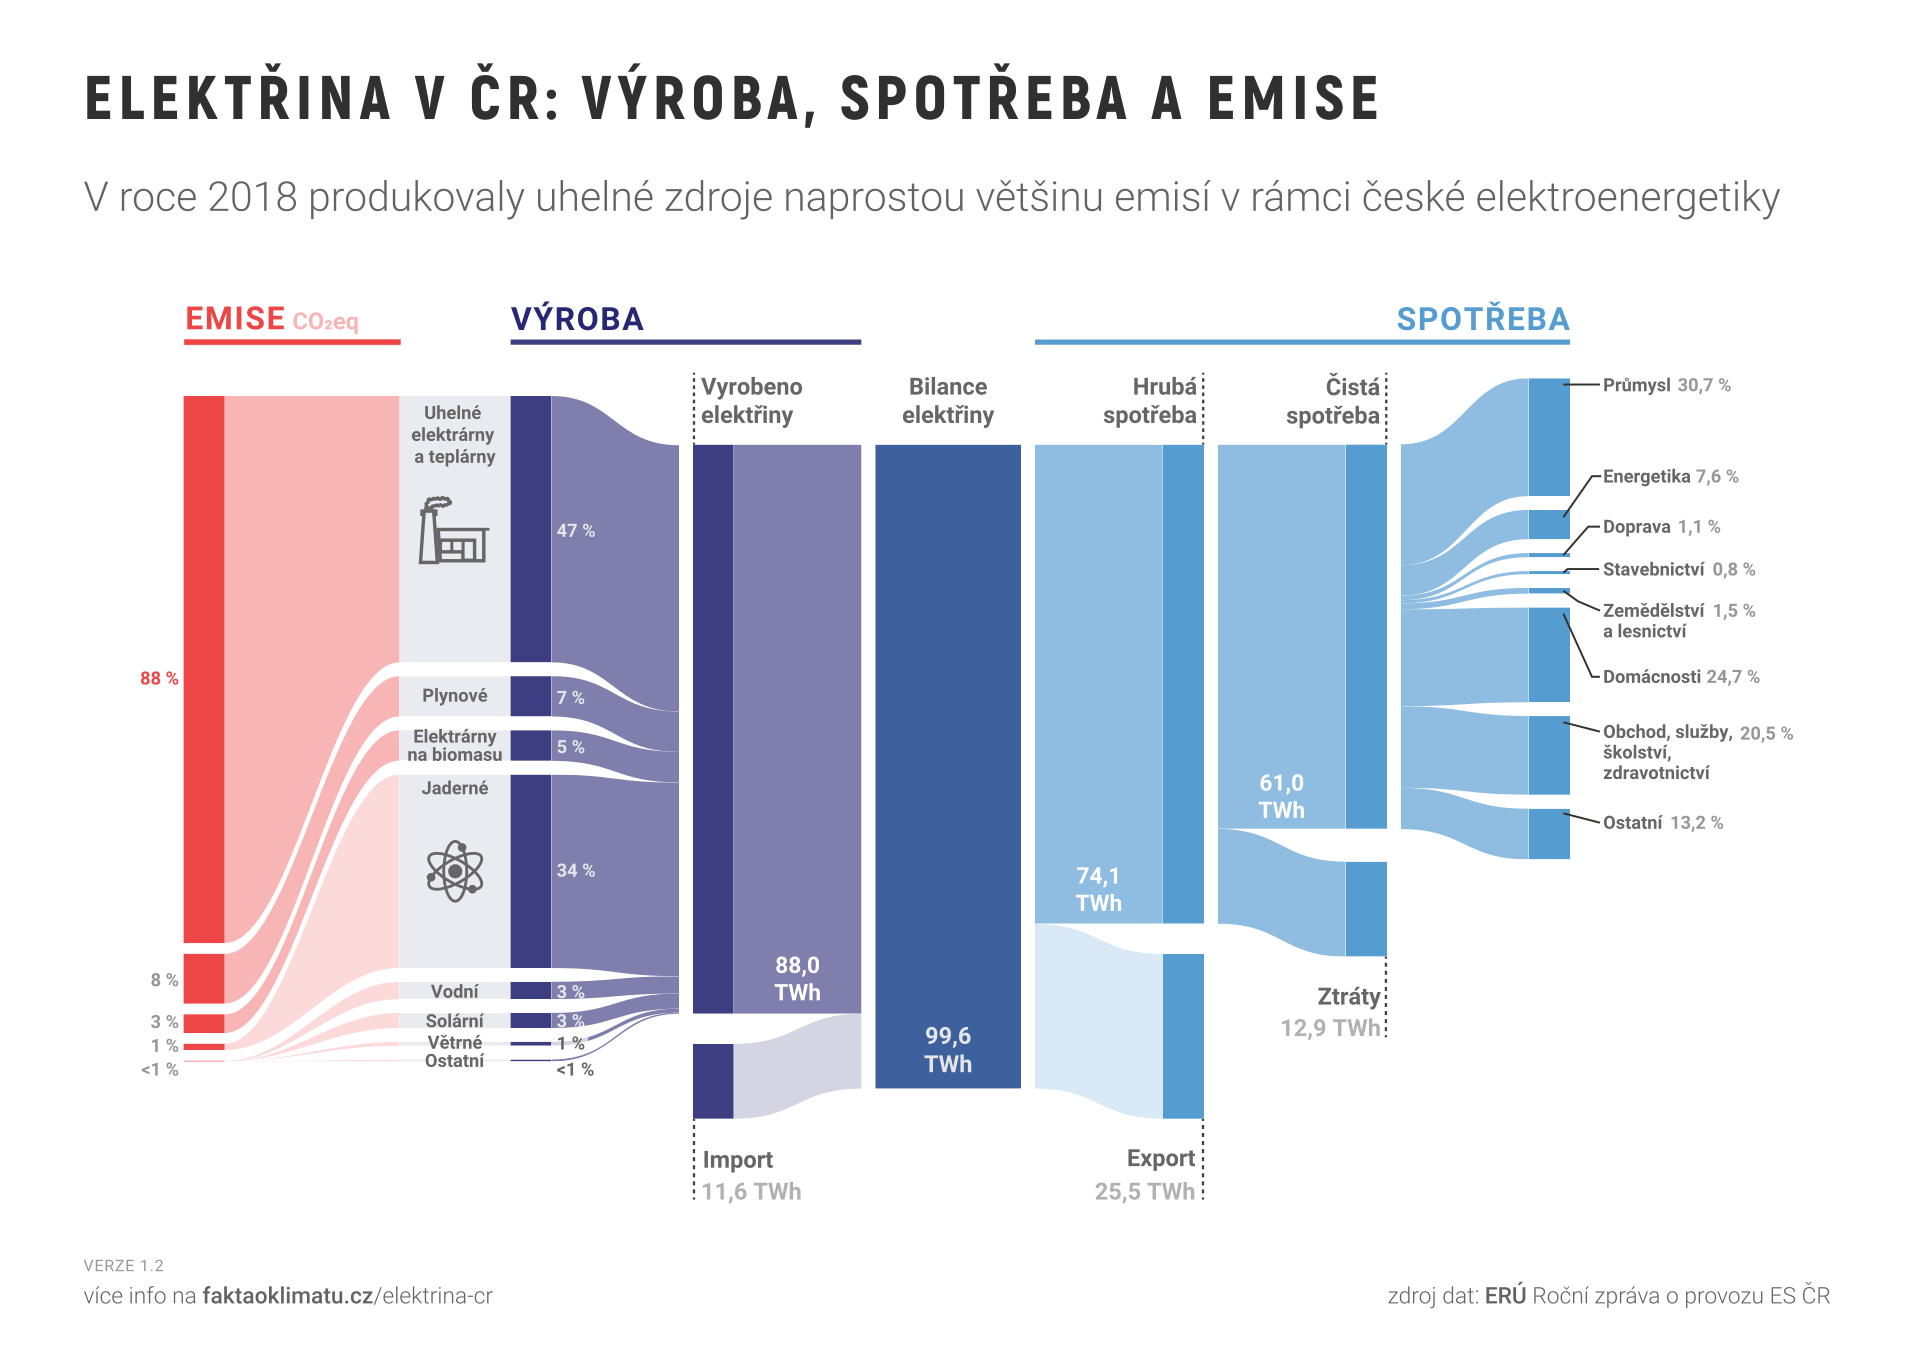 ELEKTŘINA V ČR: VÝROBA, SPOTŘEBA A EMISE
V roce 2018 produkovaly uhelné zdroje naprostou většinu emisí v rámci české elektroenergetiky
EMISE CO₂eq
VÝROBA
SPOTŘEBA
88 %
8 %
3 %
1 %
<1 %
Uhelné
elektrárny
a teplárny
Plynové
Elektrárny
na biomasu
Jaderné
Vodní
Solární
Větrné
Ostatní
47 %
7 %
5 %
34 %
3 %
3 %
1 %
<1 %
Vyrobeno
elektřiny
88,0
TWh
Import
11,6 TWh
Bilance
elektřiny
99,6
TWh
Hrubá
spotřeba
74,1
TWh
Export
25,5 TWh
Čistá
spotřeba
61,0
TWh
Ztráty
12,9 TWh
Průmysl 30,7 %
Energetika 7,6 %
Doprava 1,1 %
Stavebnictví 0,8 %
Zemědělství 1,5 %
a lesnictví
Domácnosti 24,7 %
Obchod, služby, 20,5 %
školství,
zdravotnictví
Ostatní 13,2 %
VERZE 1.2
více info na faktaoklimatu.cz/elektrina-cr
zdroj dat: ERÚ Roční zpráva o provozu ES ČR